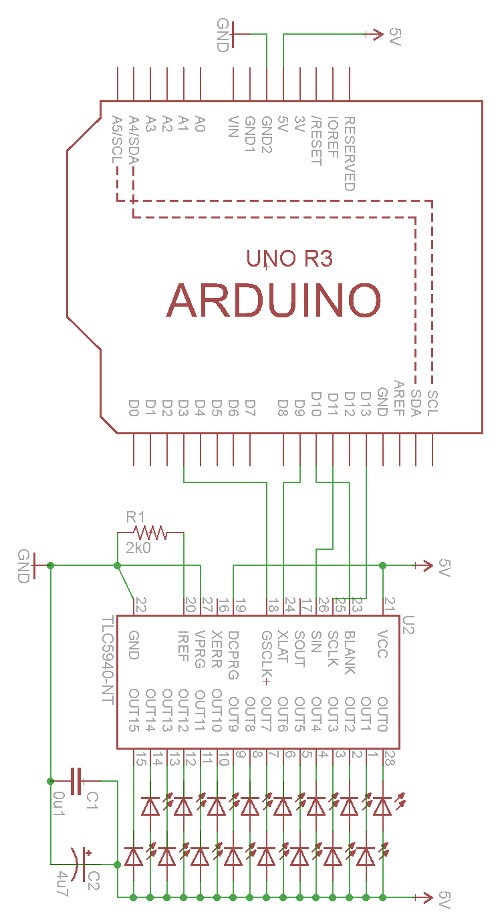 GND
5V
A5/SCL
A4/SDA
A3
A2
A1
A0
VIN
GND1
GND2
5V
3V
/RESET
IOREF
RESERVED
UNO R3
ARDUINO
D0
D1
D2
D3
D4
D5
D6
D7
D8
D9
D10
D11
D12
D13
GND
AREF
SDA
SCL
R1
2k0
GND
5V
22
20
27
16
19
18
24
17
26
25
23
21
U2
TLC5940-NT
GND
IREF
VPRG
XERR
DCPRG
GSCLK+
XLAT
SOUT
SIN
SCLK
BLANK
VCC
OUT15
OUT14
OUT13
OUT12
OUT11
OUT10
OUT9
OUT8
OUT7
OUT6
OUT5
OUT4
OUT3
OUT2
OUT1
OUT0
15
14
13
12
11
10
9
8
7
6
5
4
3
2
1
28
C1
0u1
C2
4u7
5V